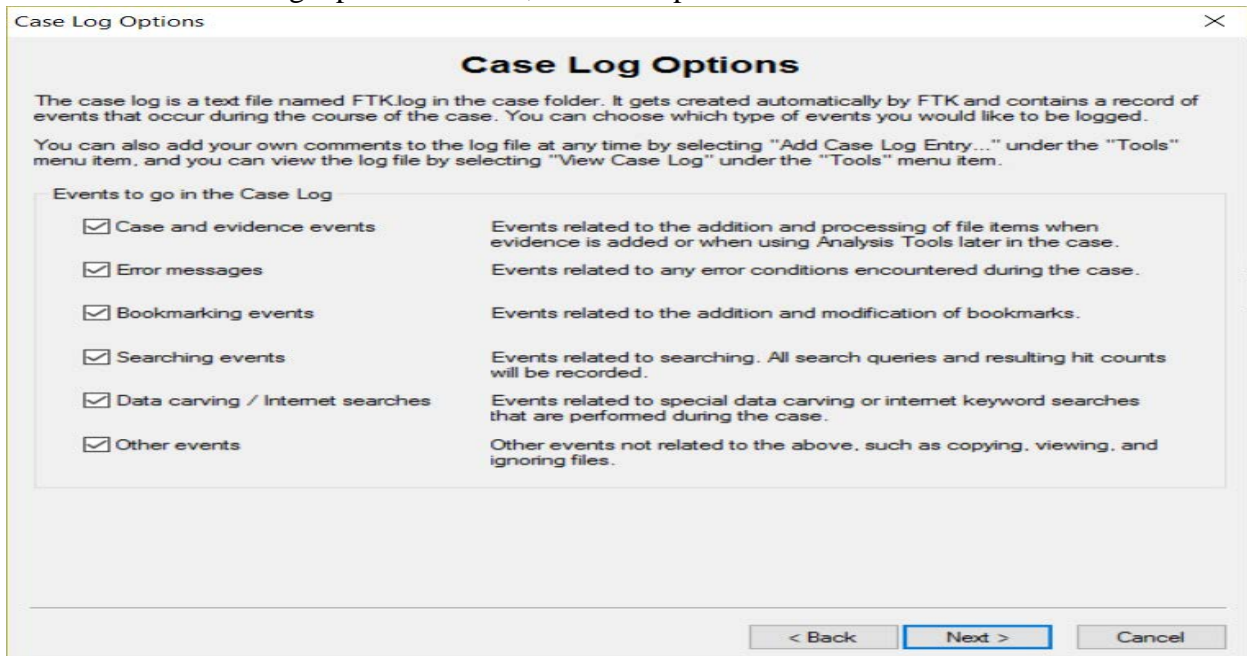 Case Log Options
Case Log Options
The case log is a text file named FTK.log in the case folder. It gets created automatically by FTK and contains a record of
events that occur during the course of the case. You can choose which type of events you would like to be logged.
You can also add your own comments to the log file at any time by selecting "Add Case Log Entry..." under the "Tools"
menu item, and you can view the log file by selecting "View Case Log" under the "Tools" menu item.
Events to go in the Case Log
Case and evidence events
Events related to the addition and processing of file items when
evidence is added or when using Analysis Tools later in the case.
Error messages
Events related to any error conditions encountered during the case.
Bookmarking events
Events related to the addition and modification of bookmarks.
Searching events
Events related to searching. All search queries and resulting hit counts
will be recorded.
Data carving / Internet searches
Events related to special data carving or internet keyword searches
that are performed during the case.
Other events
Other events not related to the above, such as copying, viewing, and
ignoring files.
< Back
Next >
Cancel